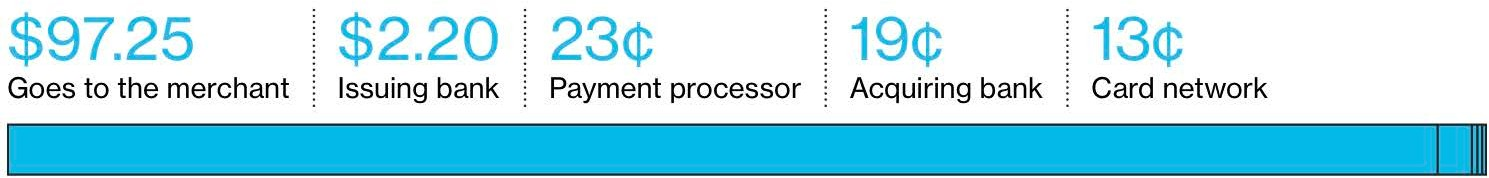 $97.25
Goes to the merchant
$2.20
Issuing bank
23¢
Payment processor
19¢
Acquiring bank
13¢
Card network